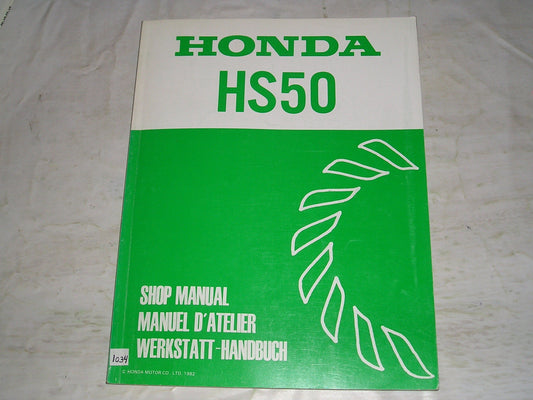 HONDA
HS50
SHOP MANUAL
MANUEL D'ATELIER
WERKSTATT-HANDBUCH
1034
© HONDA MOTOR CO., LTD. 1982